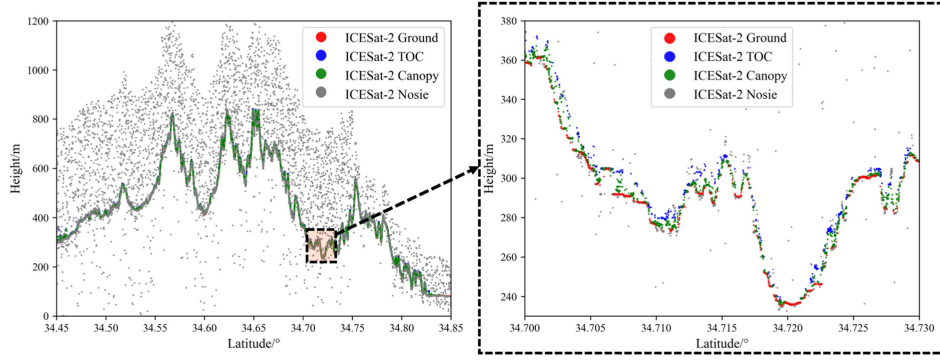 1200
1000
800
600
400
200
0
Height/m
34.45 34.50 34.55 34.60 34.65 34.70 34.75 34.80 34.85
Latitude/°
ICESat-2 Ground
ICESat-2 TOC
ICESat-2 Canopy
ICESat-2 Nosie
380
360
340
320
300
280
260
240
Height/m
34.700 34.705 34.710 34.715 34.720 34.725 34.730
Latitude/°
ICESat-2 Ground
ICESat-2 TOC
ICESat-2 Canopy
ICESat-2 Nosie